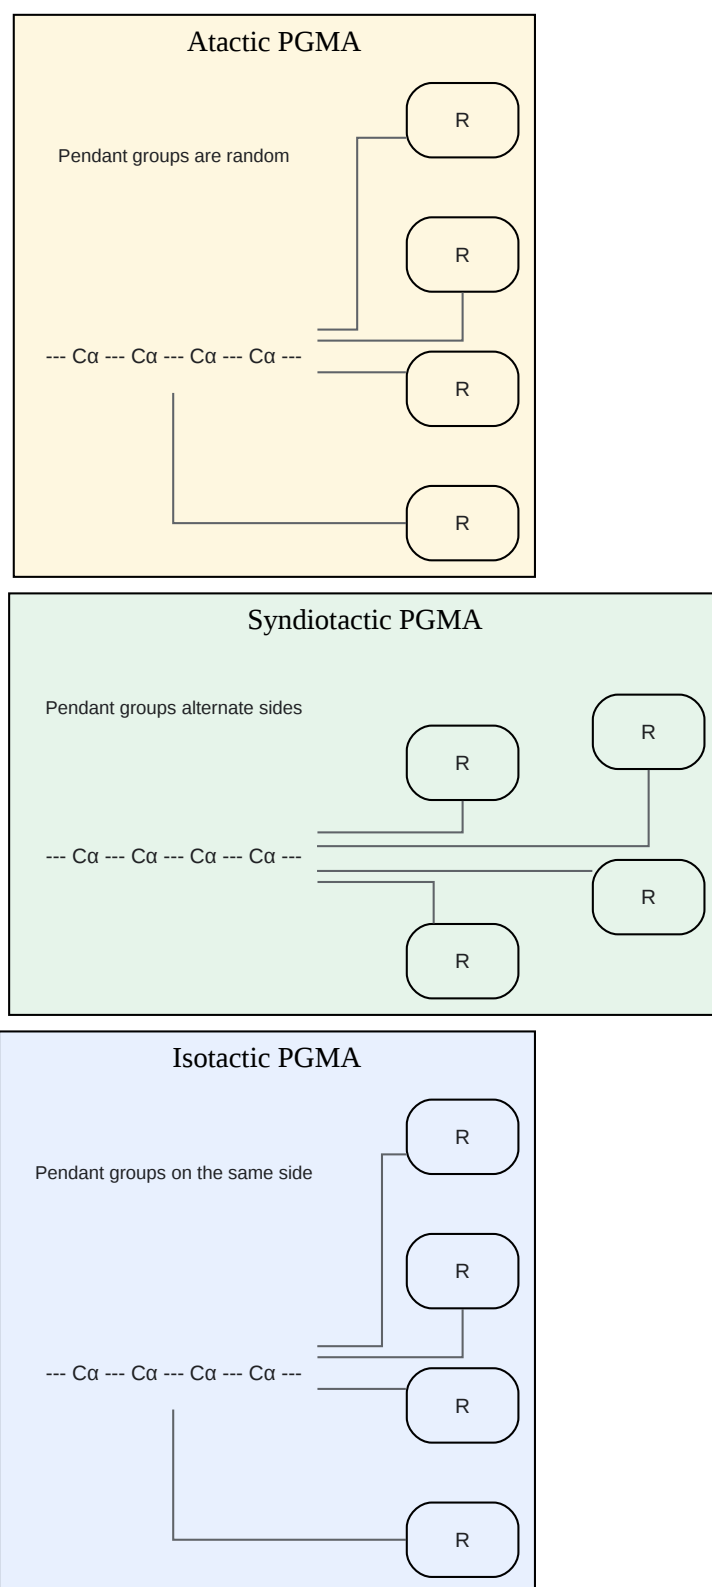 Atactic PGMA
R
Pendant groups are random
R
--- Cα --- Cα --- Cα --- Cα ---
R
R
Syndiotactic PGMA
Pendant groups alternate sides
R
R
--- Cα --- Cα --- Cα --- Cα ---
R
R
Isotactic PGMA
R
Pendant groups on the same side
R
--- Cα --- Cα --- Cα --- Cα ---
R
R